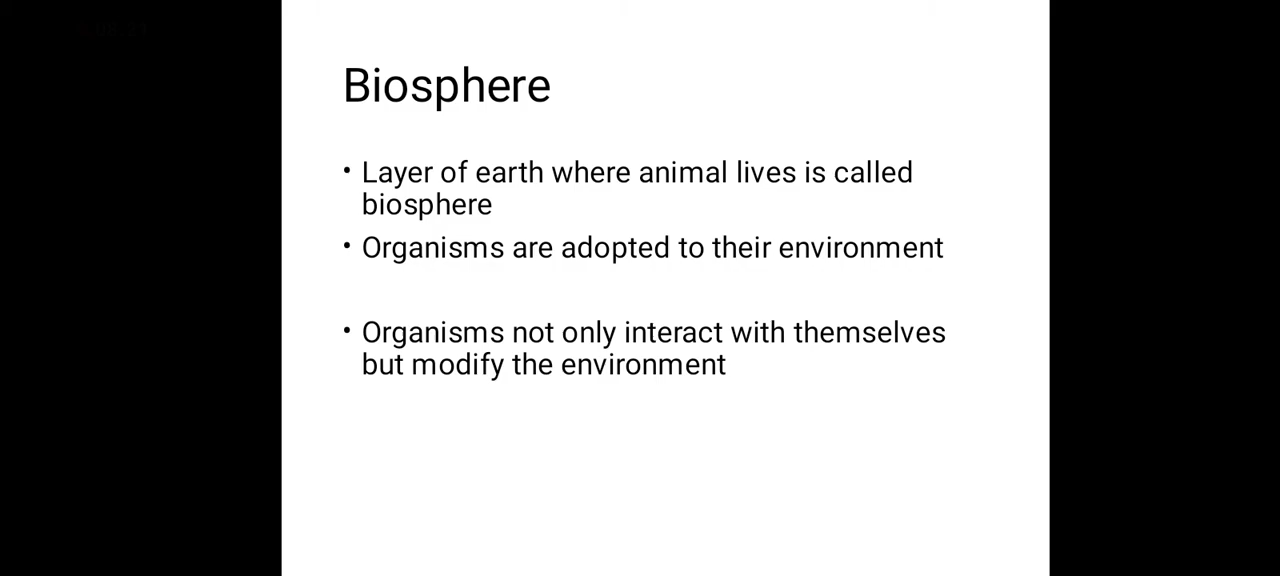 Biosphere
• Layer of earth where animal lives is called
biosphere
• Organisms are adopted to their environment
• Organisms not only interact with themselves
but modify the environment